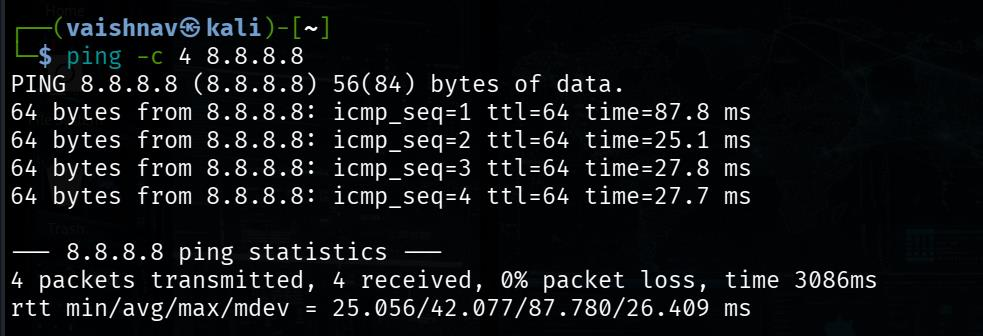 Home
┌──(vaishnav㉿kali)-[~]
└─$ ping -c 4 8.8.8.8
PING 8.8.8.8 (8.8.8.8) 56(84) bytes of data.
64 bytes from 8.8.8.8: icmp_seq=1 ttl=64 time=87.8 ms
64 bytes from 8.8.8.8: icmp_seq=2 ttl=64 time=25.1 ms
64 bytes from 8.8.8.8: icmp_seq=3 ttl=64 time=27.8 ms
64 bytes from 8.8.8.8: icmp_seq=4 ttl=64 time=27.7 ms
Trash
--- 8.8.8.8 ping statistics ---
4 packets transmitted, 4 received, 0% packet loss, time 3086ms
rtt min/avg/max/mdev = 25.056/42.077/87.780/26.409 ms